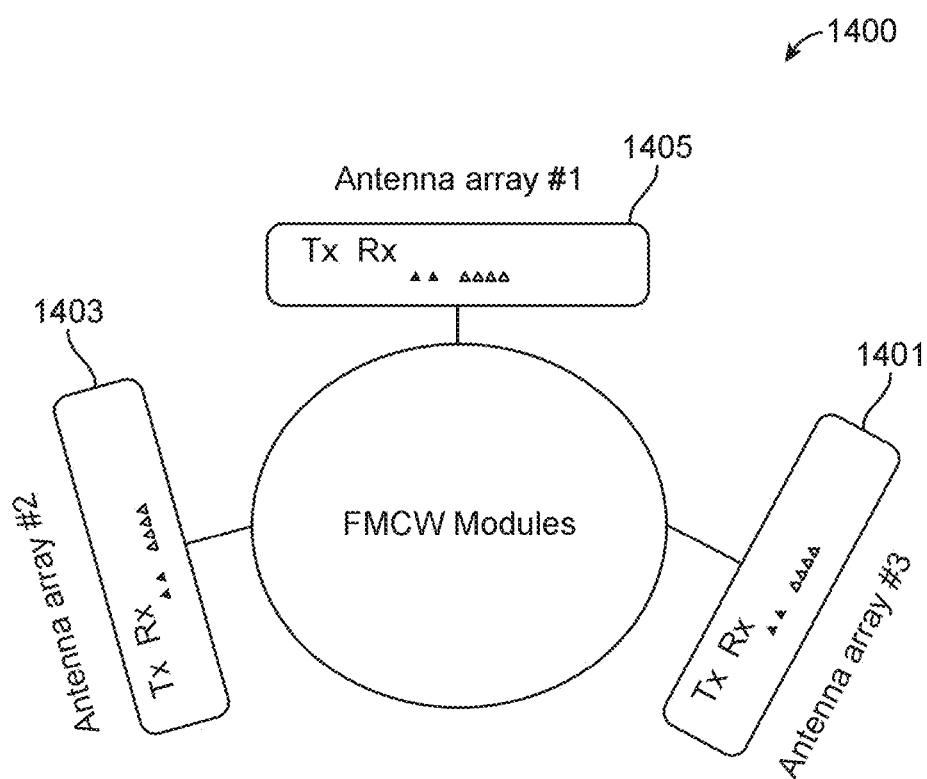 1400
1405
Antenna array #1
Tx Rx
1403
1401
Antenna array #2
Tx Rx
FMCW Modules
Tx Rx
Antenna array #3